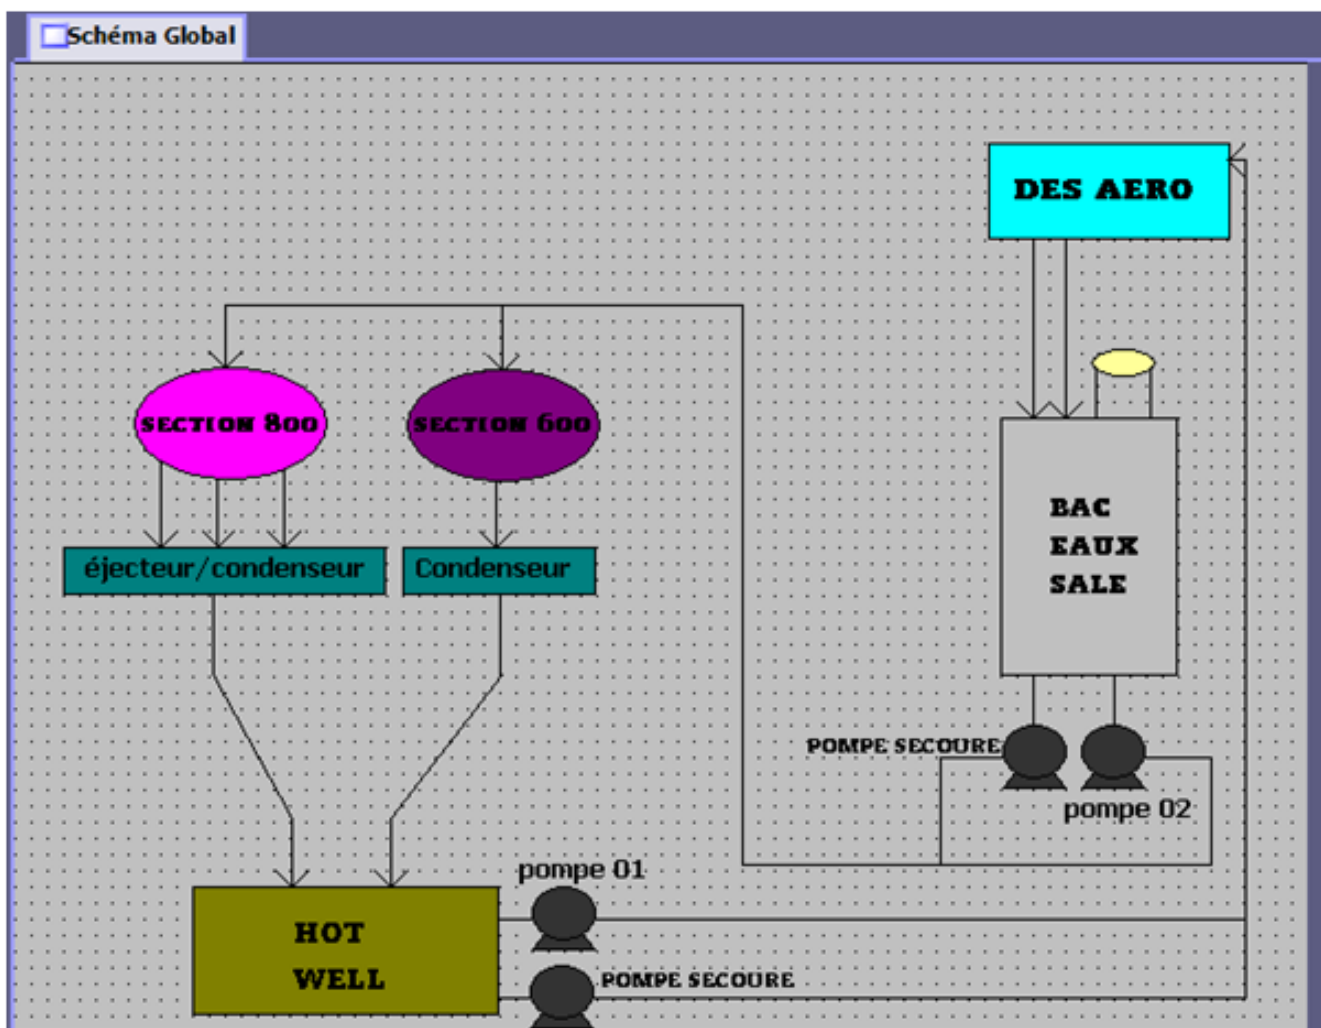 Schéma Global
DES AERO
SECTION 800
SECTION 600
éjecteur/condenseur
Condenseur
BAC
EAUX
SALE
POMPE SECOURE
pompe 02
pompe 01
HOT
WELL
POMPE SECOURE